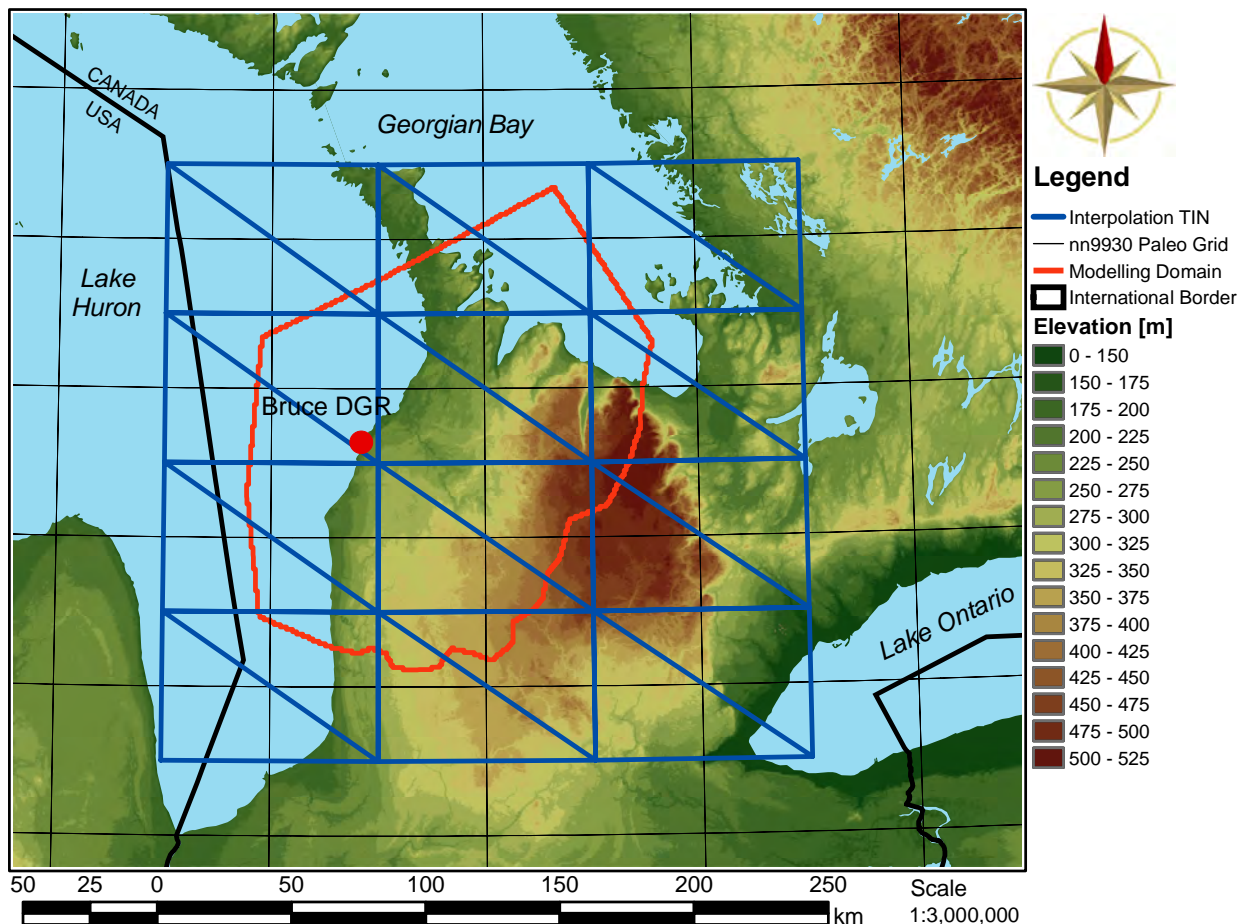 CANADA
USA
Georgian Bay
Lake
Huron
Bruce DGR
Lake Ontario
Legend
Interpolation TIN
nn9930 Paleo Grid
Modelling Domain
International Border
Elevation [m]
0 - 150
150 - 175
175 - 200
200 - 225
225 - 250
250 - 275
275 - 300
300 - 325
325 - 350
350 - 375
375 - 400
400 - 425
425 - 450
450 - 475
475 - 500
500 - 525
50 25 0 50 100 150 200 250
km
Scale
1:3,000,000